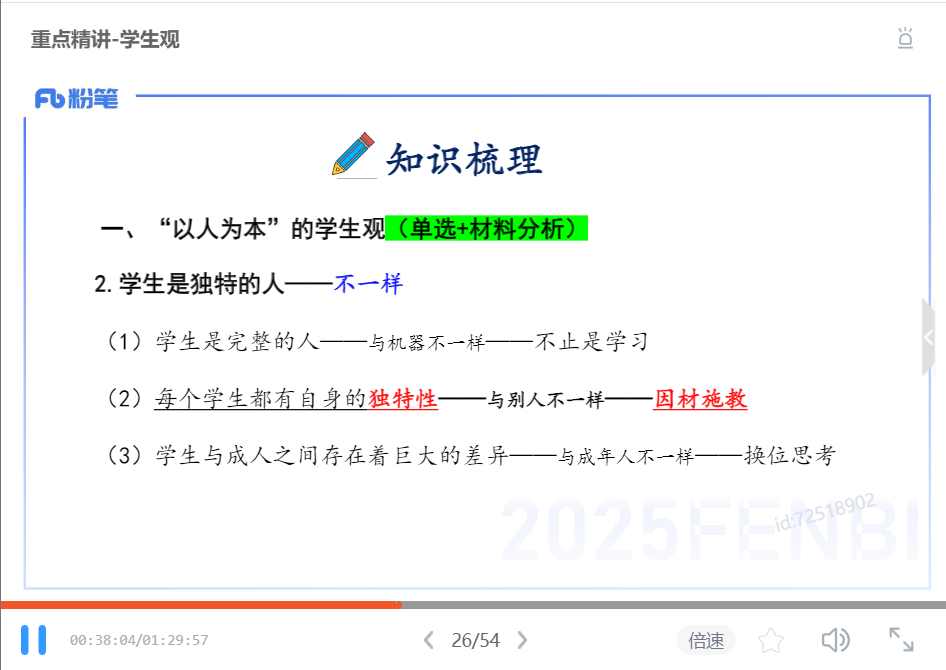 重点精讲-学生观
粉笔
知识梳理
一、“以人为本”的学生观（单选+材料分析）
2.学生是独特的人——不一样
（1）学生是完整的人——与机器不一样——不止是学习
（2）每个学生都有自身的独特性——与别人不一样——因材施教
（3）学生与成人之间存在着巨大的差异——与成年人不一样——换位思考
id:72518902
2025FENBI
00:38:04/01:29:57
26/54
倍速